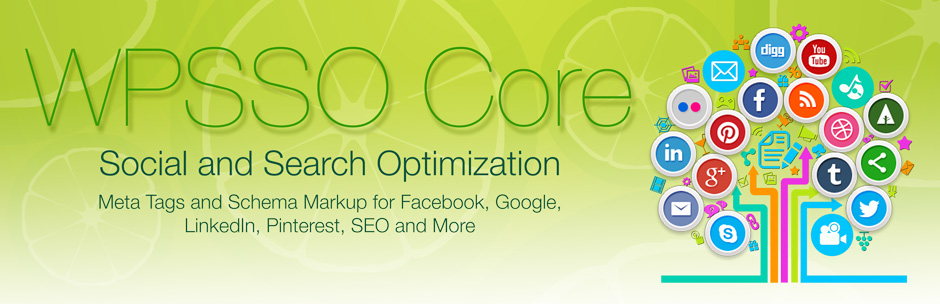 WPSSO Core
Social and Search Optimization
Meta Tags and Schema Markup for Facebook, Google,
LinkedIn, Pinterest, SEO and More
digg
You
Tube
f
in
g+
t
S